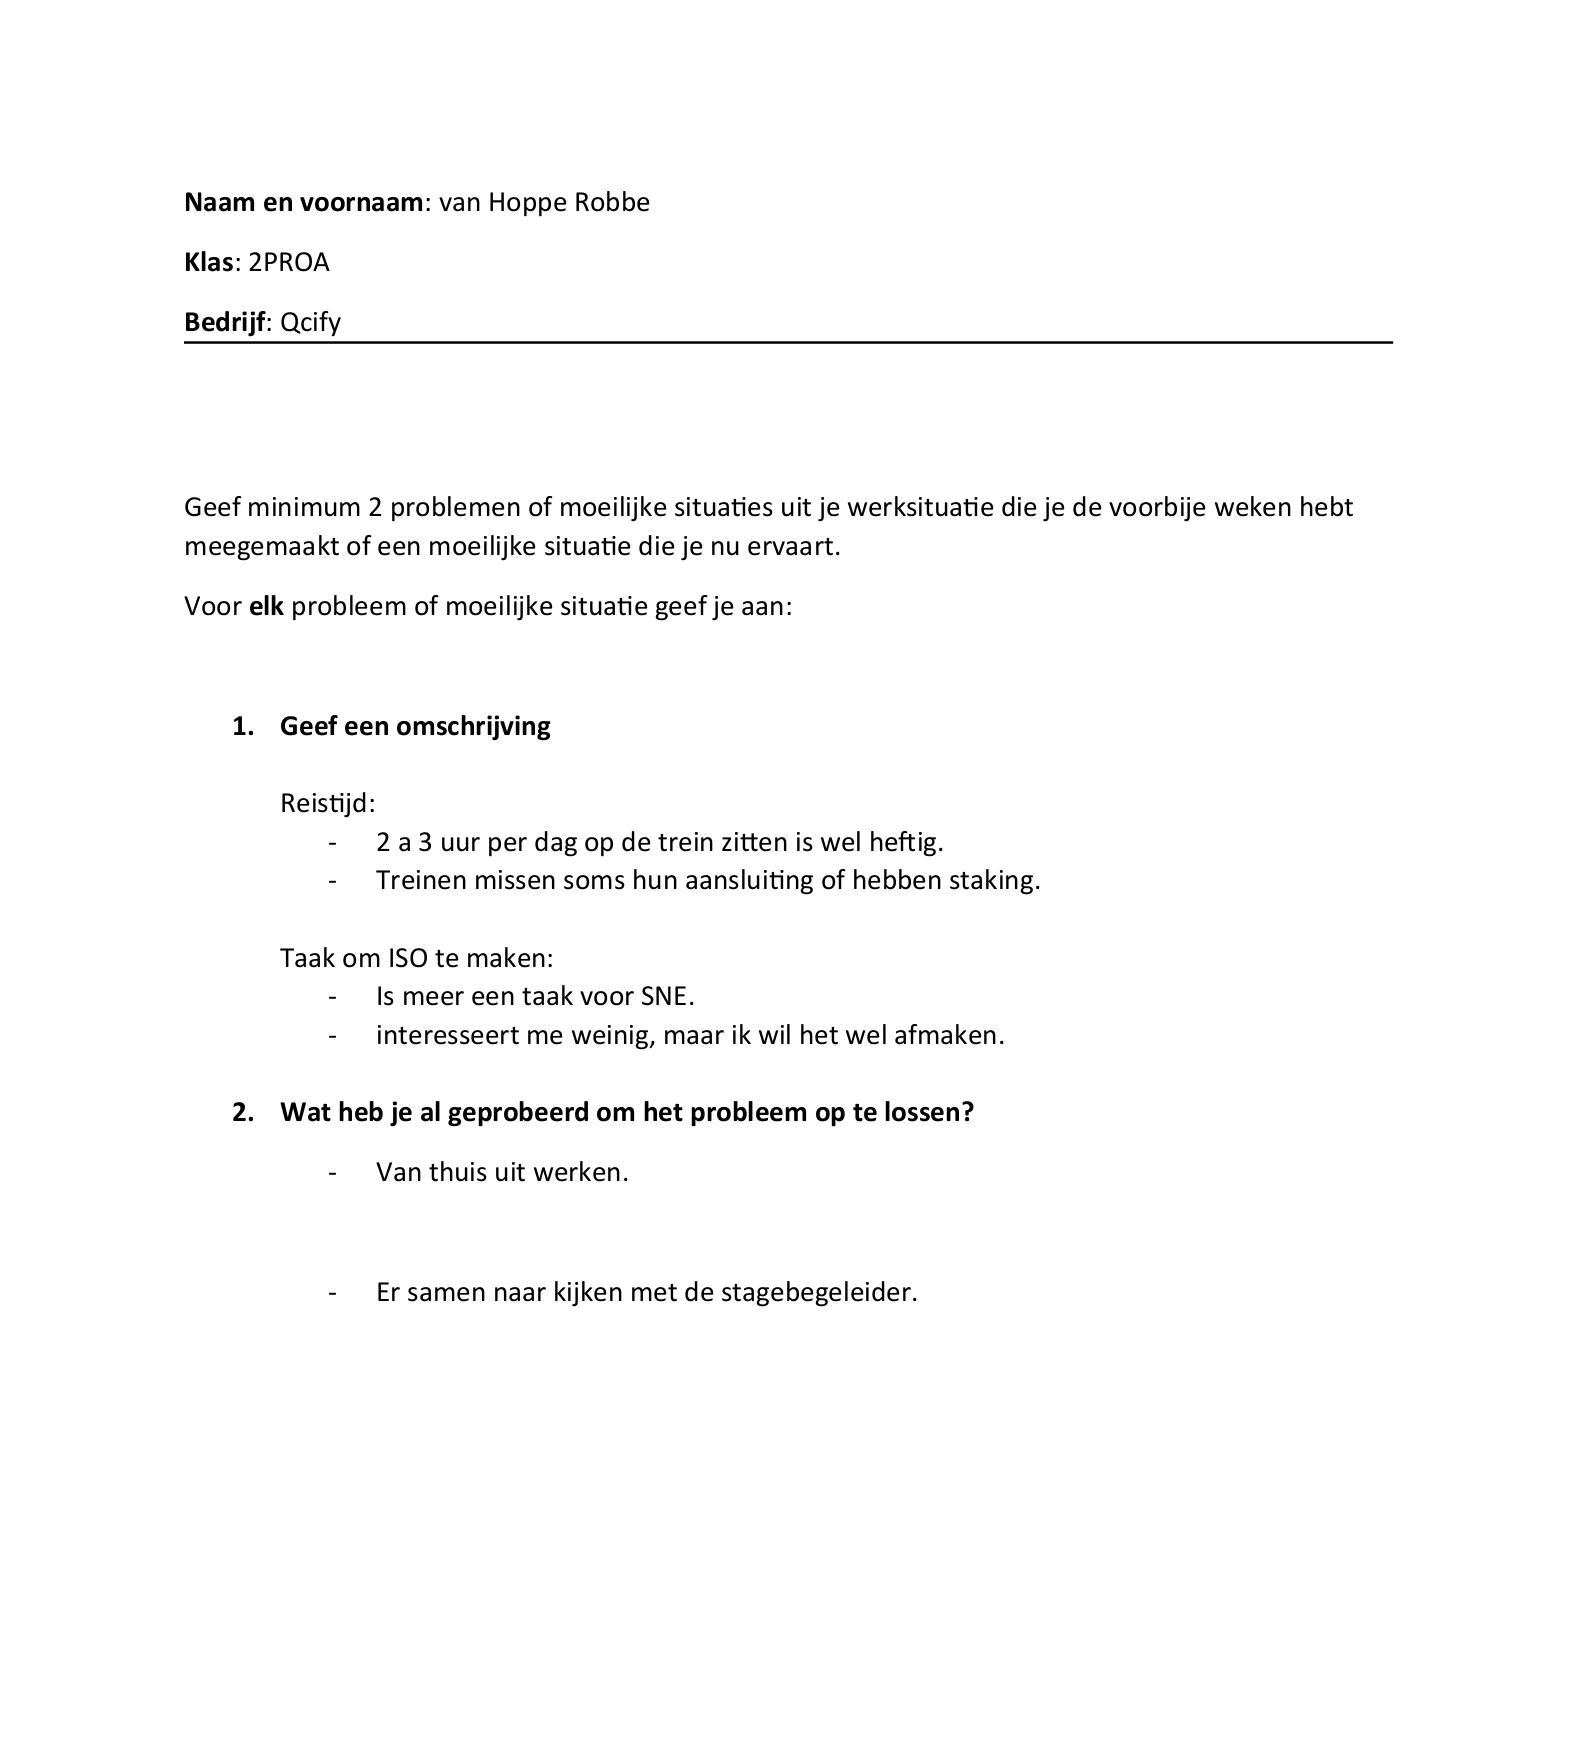 Naam en voornaam: van Hoppe Robbe
Klas: 2PROA
Bedrijf: Qcify
Geef minimum 2 problemen of moeilijke situaties uit je werksituatie die je de voorbije weken hebt
meegemaakt of een moeilijke situatie die je nu ervaart.
Voor elk probleem of moeilijke situatie geef je aan:
1. Geef een omschrijving
Reistijd:
- 2 a 3 uur per dag op de trein zitten is wel heftig.
- Treinen missen soms hun aansluiting of hebben staking.
Taak om ISO te maken:
- Is meer een taak voor SNE.
- interesseert me weinig, maar ik wil het wel afmaken.
2. Wat heb je al geprobeerd om het probleem op te lossen?
- Van thuis uit werken.
- Er samen naar kijken met de stagebegeleider.